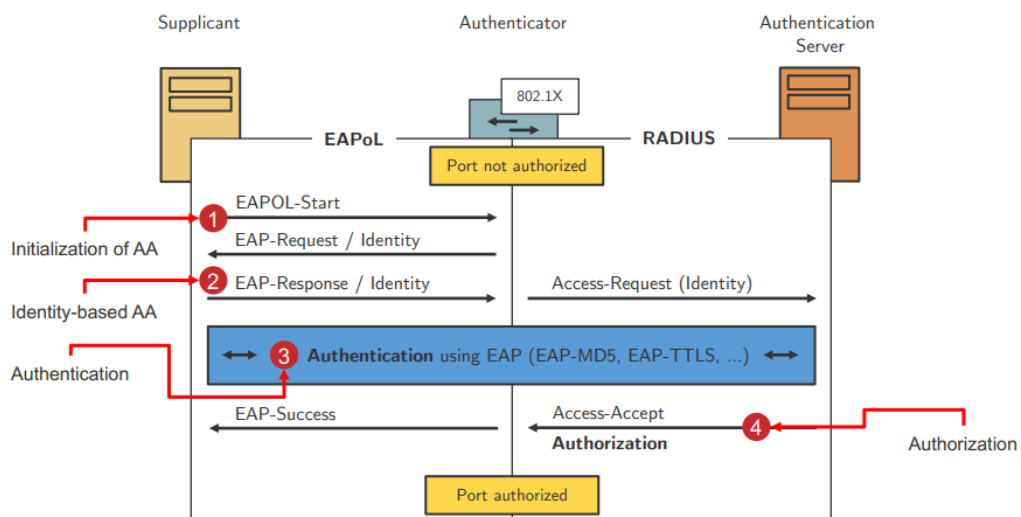 Supplicant
Authenticator
Authentication
Server
802.1X
EAPoL
RADIUS
Port not authorized
1
EAPOL-Start
Initialization of AA
EAP-Request / Identity
2
EAP-Response / Identity
Access-Request (Identity)
Identity-based AA
3
Authentication using EAP (EAP-MD5, EAP-TTLS, ...)
Authentication
EAP-Success
Access-Accept
4
Authorization
Authorization
Port authorized